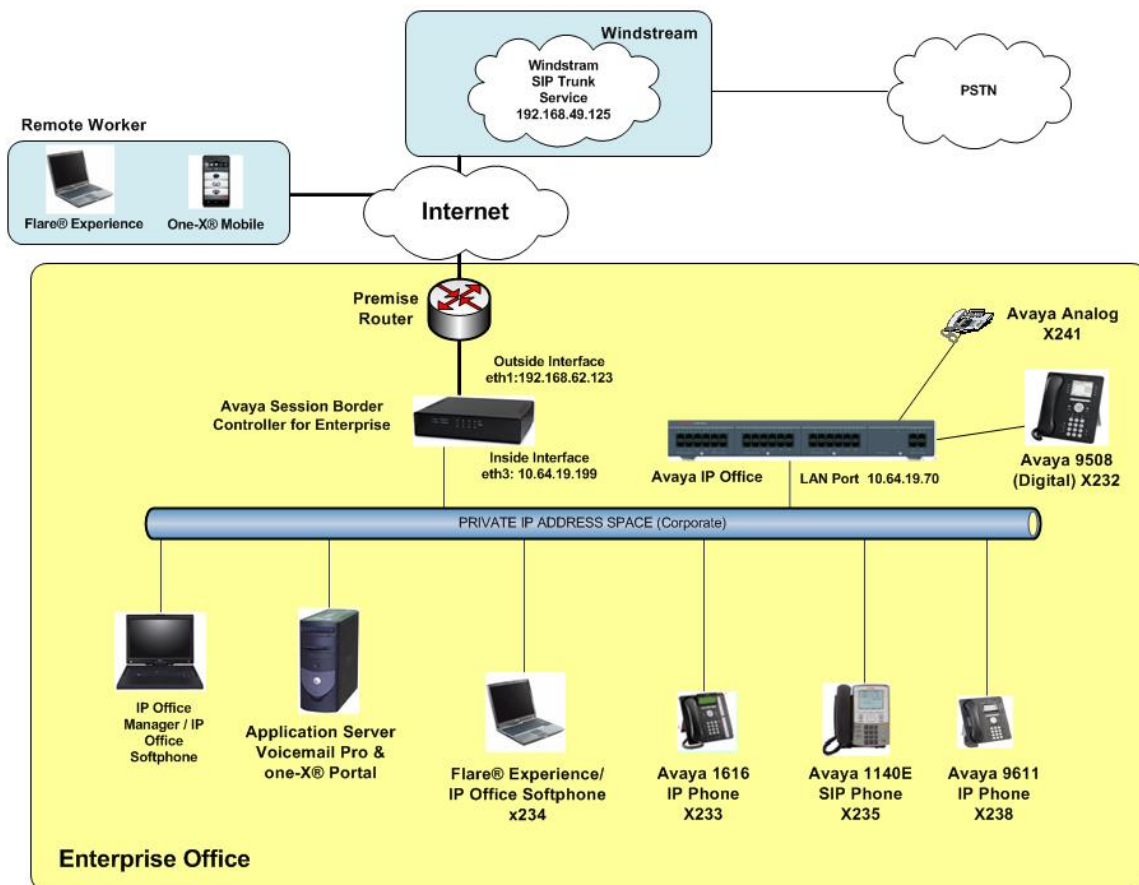 Windstream
Windstram
SIP Trunk
Service
192.168.49.125
PSTN
Remote Worker
Flare® Experience
One-X® Mobile
Internet
Premise
Router
Outside Interface
eth1:192.168.62.123
Avaya Session Border
Controller for Enterprise
Inside Interface
eth3: 10.64.19.199
Avaya Analog
X241
Avaya IP Office
LAN Port 10.64.19.70
Avaya 9508
(Digital) X232
PRIVATE IP ADDRESS SPACE (Corporate)
IP Office
Manager / IP
Office
Softphone
Application Server
Voicemail Pro &
one-X® Portal
Flare® Experience/
IP Office Softphone
x234
Avaya 1616
IP Phone
X233
Avaya 1140E
SIP Phone
X235
Avaya 9611
IP Phone
X238
Enterprise Office